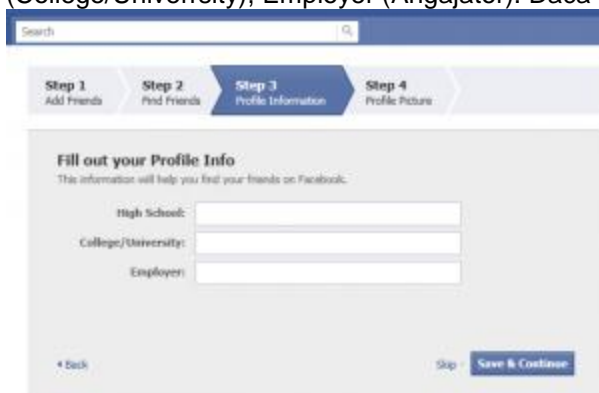 (College/Univerrsity), Employer (Angajator). Daca
Search
Step 1 Step 2 Step 3 Step 4
Add Friends Find Friends Profile Information Profile Picture
Fill out your Profile Info
This information will help you find your friends on Facebook.
High School:
College/University:
Employer:
Back Skip · Save & Continue